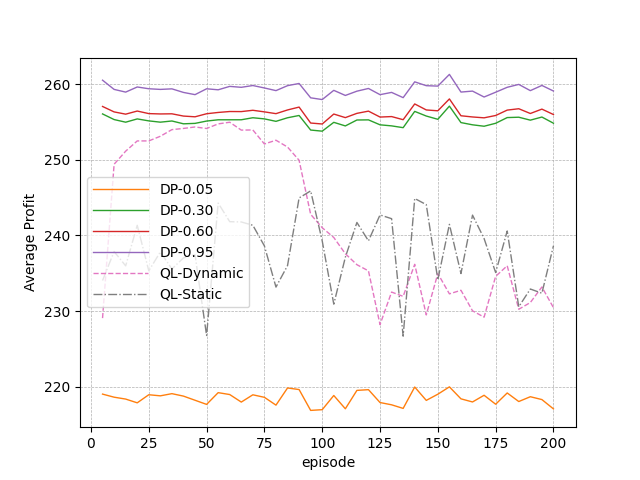 260
250
240
230
220
Average Profit
DP-0.05
DP-0.30
DP-0.60
DP-0.95
QL-Dynamic
QL-Static
0 25 50 75 100 125 150 175 200
episode